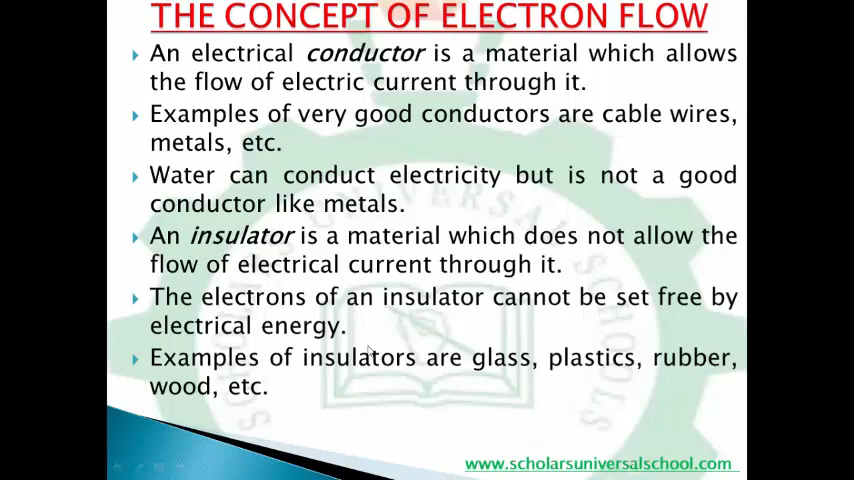 THE CONCEPT OF ELECTRON FLOW
An electrical conductor is a material which allows
the flow of electric current through it.
Examples of very good conductors are cable wires,
metals, etc.
Water can conduct electricity but is not a good
conductor like metals.
An insulator is a material which does not allow the
flow of electrical current through it.
The electrons of an insulator cannot be set free by
electrical energy.
Examples of insulators are glass, plastics, rubber,
wood, etc.
www.scholarsuniversalschool.com